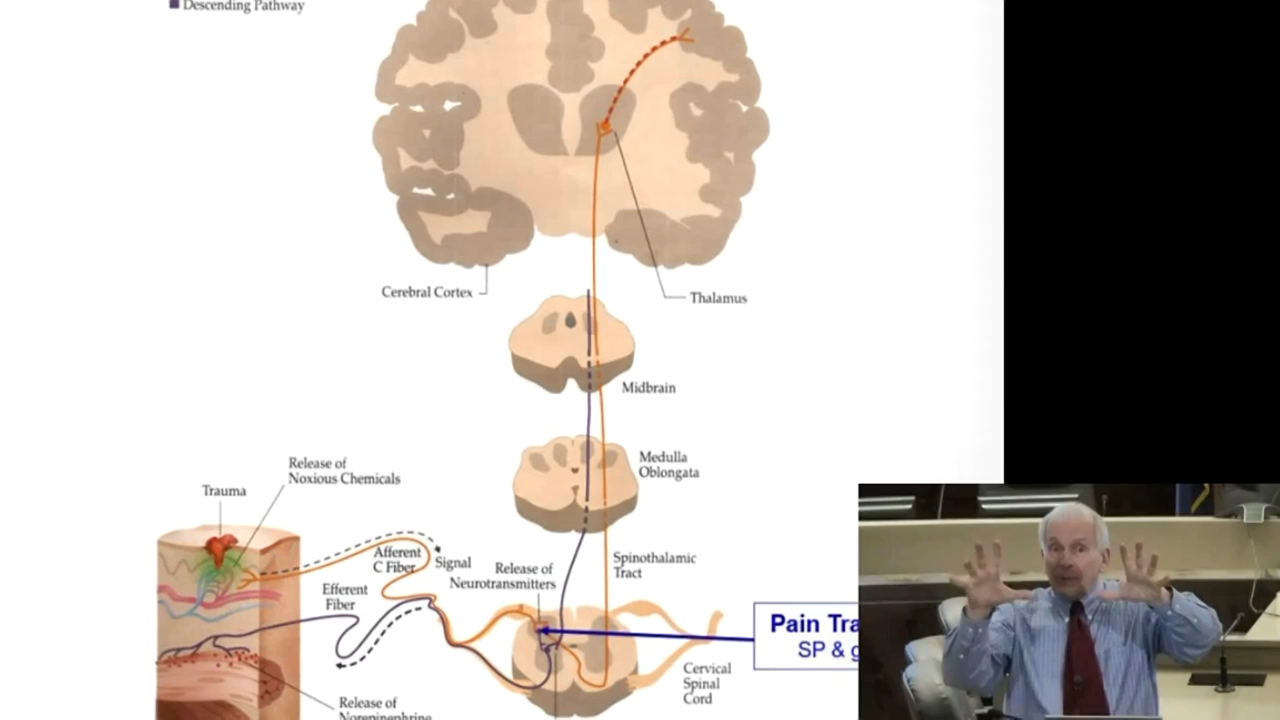 Descending Pathway
Cerebral Cortex
Thalamus
Midbrain
Medulla
Oblongata
Release of
Noxious Chemicals
Trauma
Afferent
C Fiber
Signal
Release of
Neurotransmitters
Spinothalamic
Tract
Efferent
Fiber
Pain Tra
SP & g
Cervical
Spinal
Cord
Release of
Norepinephrine